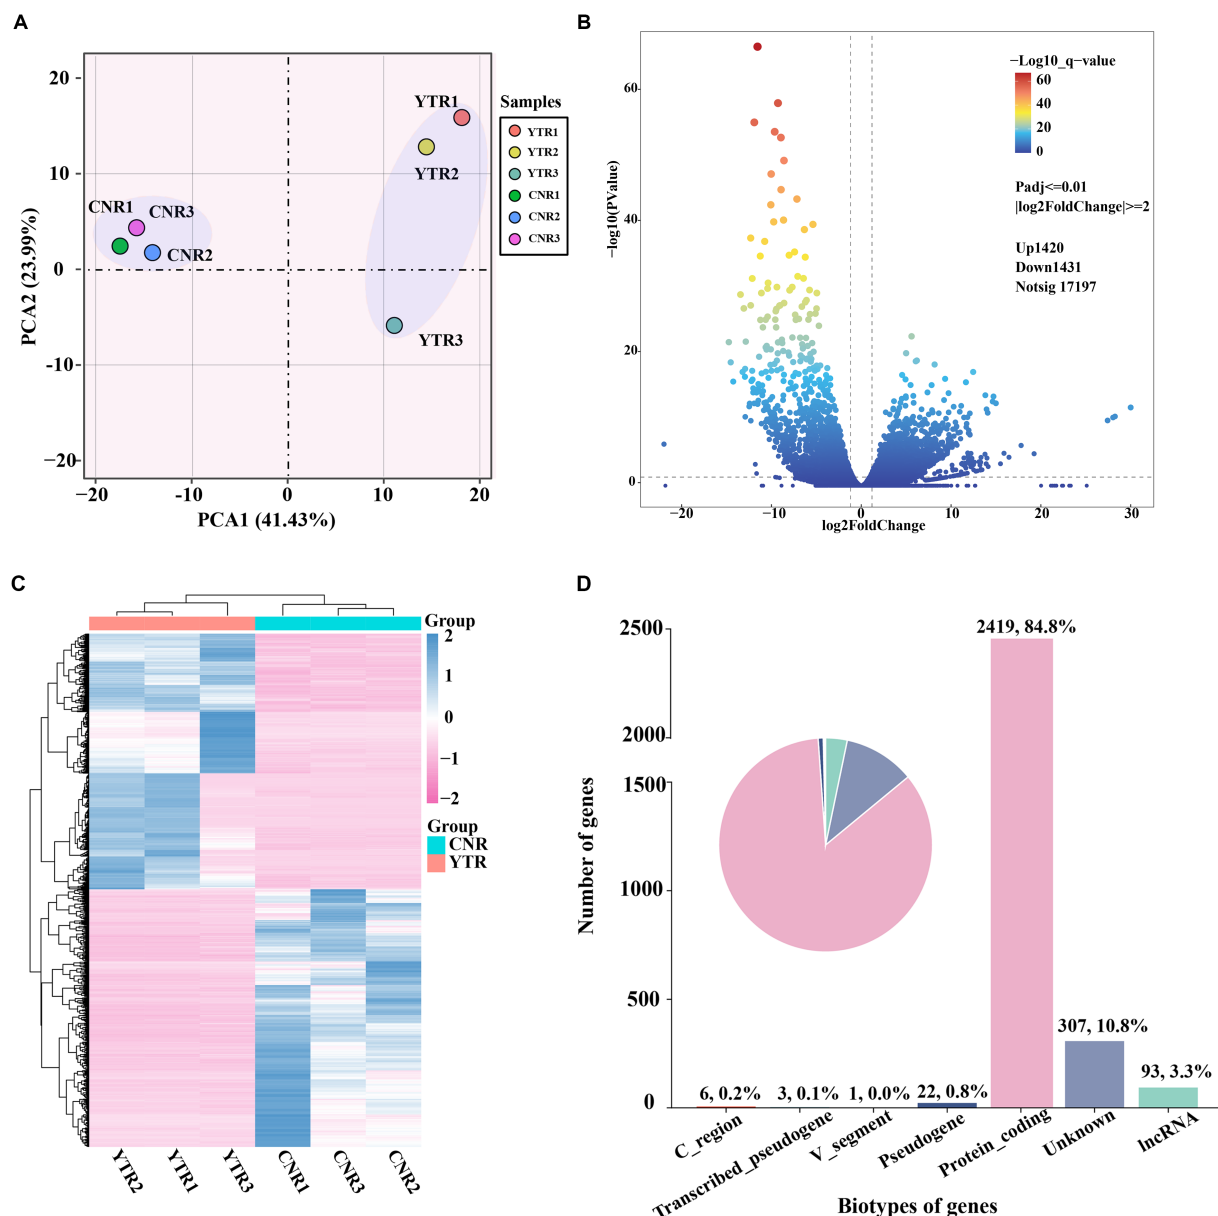 A
20
10
0
-10
−20
−20
-10
0
10
20
PCA2 (23.99%)
PCA1 (41.43%)
YTR1
YTR2
YTR3
CNR1
CNR3
CNR2
Samples
YTR1
YTR2
YTR3
CNR1
CNR2
CNR3
B
60
40
20
0
−20
−10
0
10
20
30
−log10(PValue)
log2FoldChange
−Log10_q−value
60
40
20
0
Padj<=0.01
|log2FoldChange|>=2
Up1420
Down1431
Notsig 17197
C
Group
2
1
0
−1
−2
Group
CNR
YTR
YTR2
YTR1
YTR3
CNR1
CNR3
CNR2
D
2500
2000
1500
1000
500
0
Number of genes
2419, 84.8%
307, 10.8%
93, 3.3%
6, 0.2%
3, 0.1%
1, 0.0%
22, 0.8%
C_region
Transcribed_pseudogene
V_segment
Pseudogene
Protein_coding
Unknown
lncRNA
Biotypes of genes